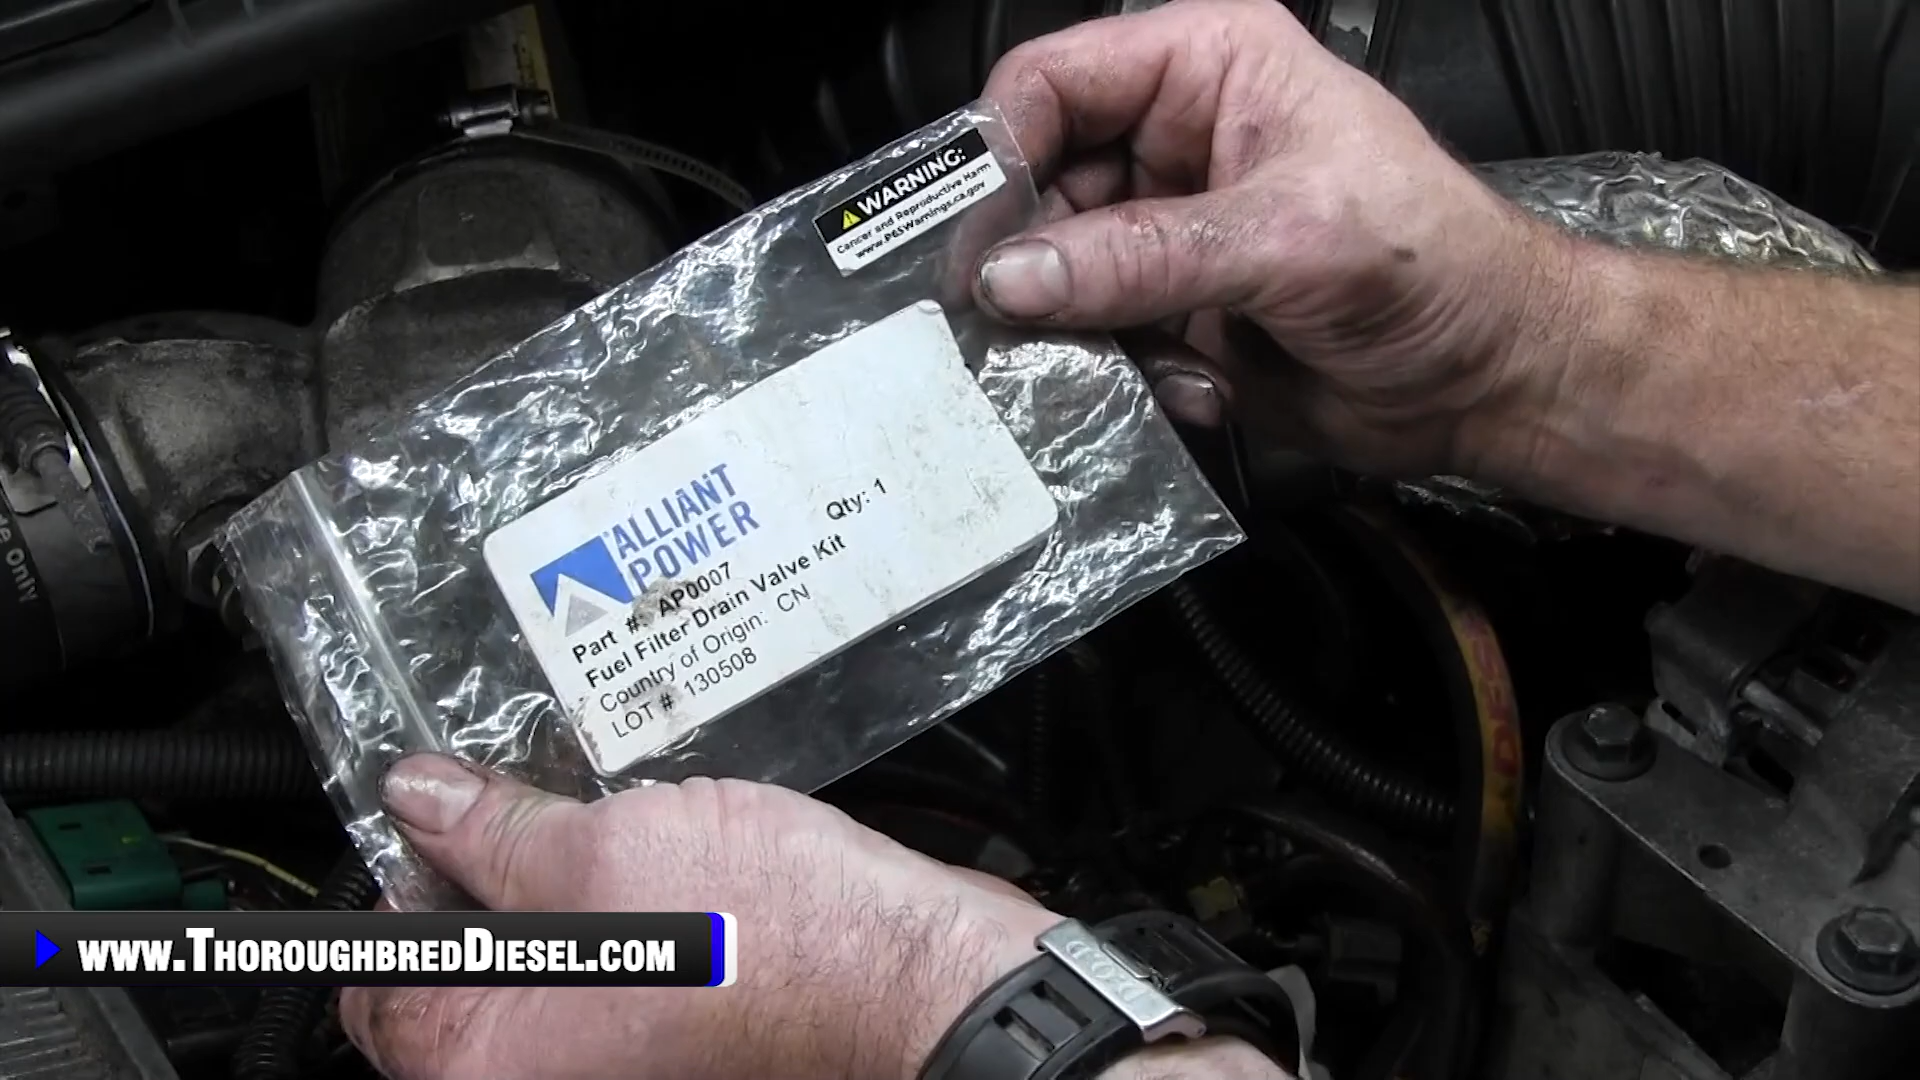 WARNING:
Cancer and Reproductive Harm
www.P65Warnings.ca.gov
ALLIANT
POWER
Qty: 1
Part #: AP0007
Fuel Filter Drain Valve Kit
Country of Origin: CN
LOT # 130508
www.ThoroughbredDiesel.com